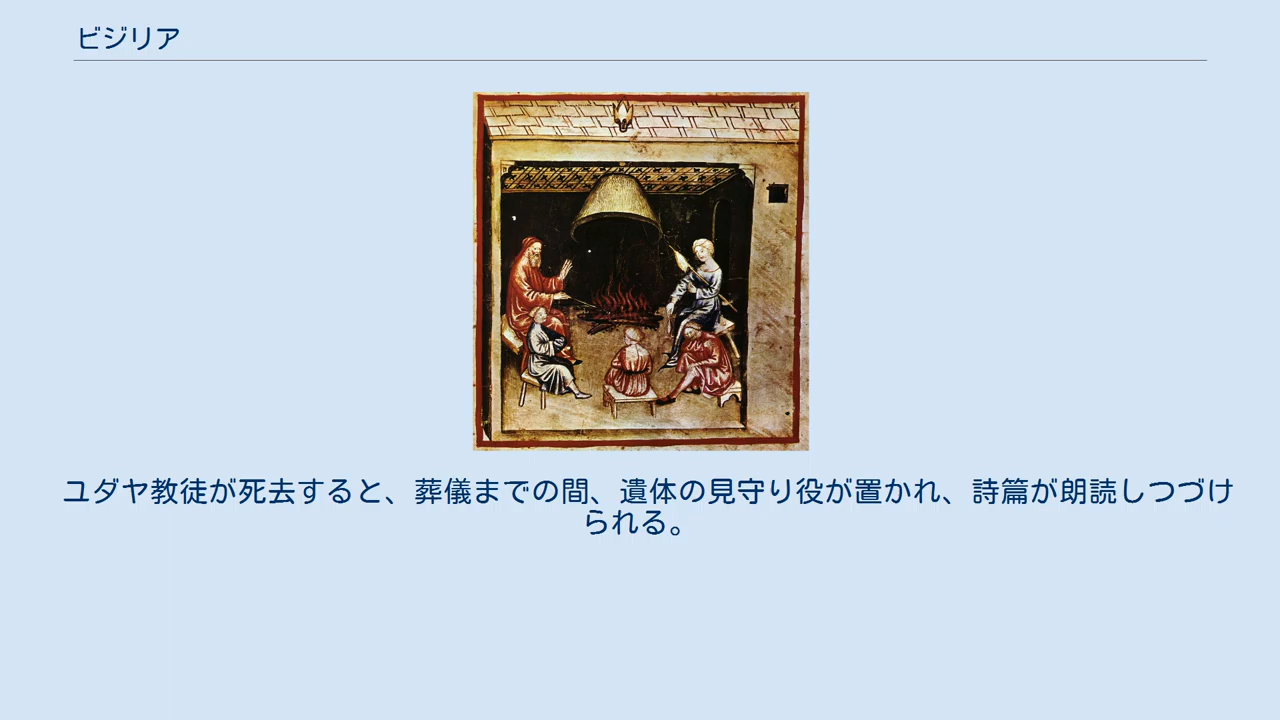 ビジリア
ユダヤ教徒が死去すると、葬儀までの間、遺体の見守り役が置かれ、詩篇が朗読しつづけ
られる。